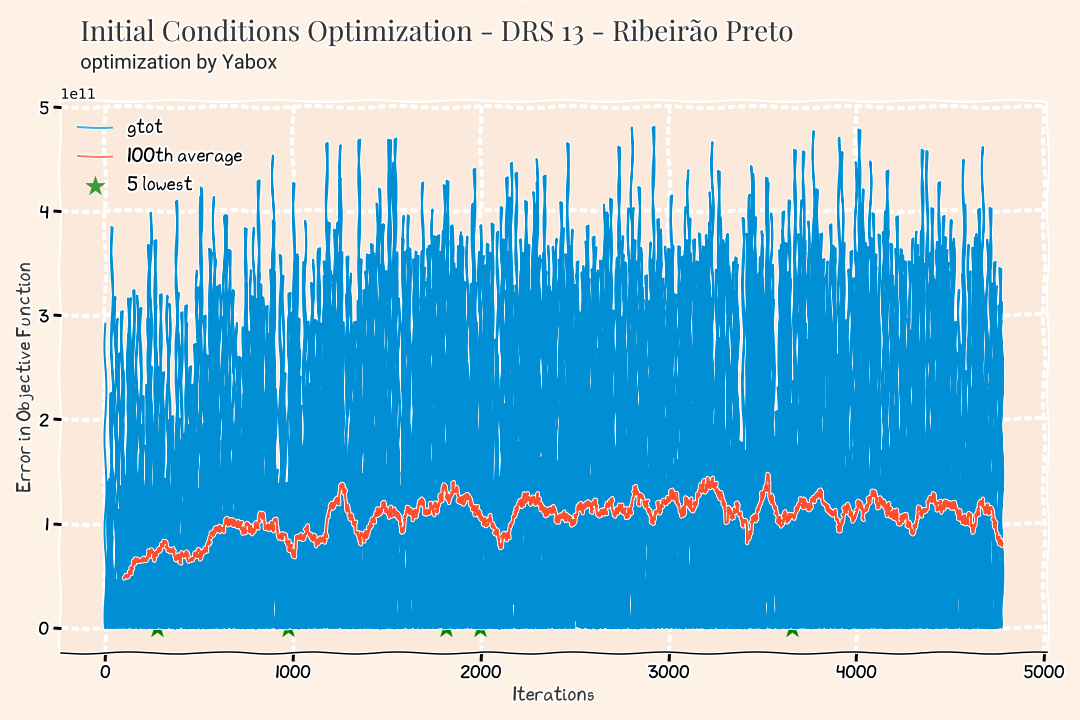 Initial Conditions Optimization - DRS 13 - Ribeirão Preto
optimization by Yabox
1e11
gtot
100th average
5 lowest
Error in Objective Function
5
4
3
2
1
0
0 1000 2000 3000 4000 5000
Iterations